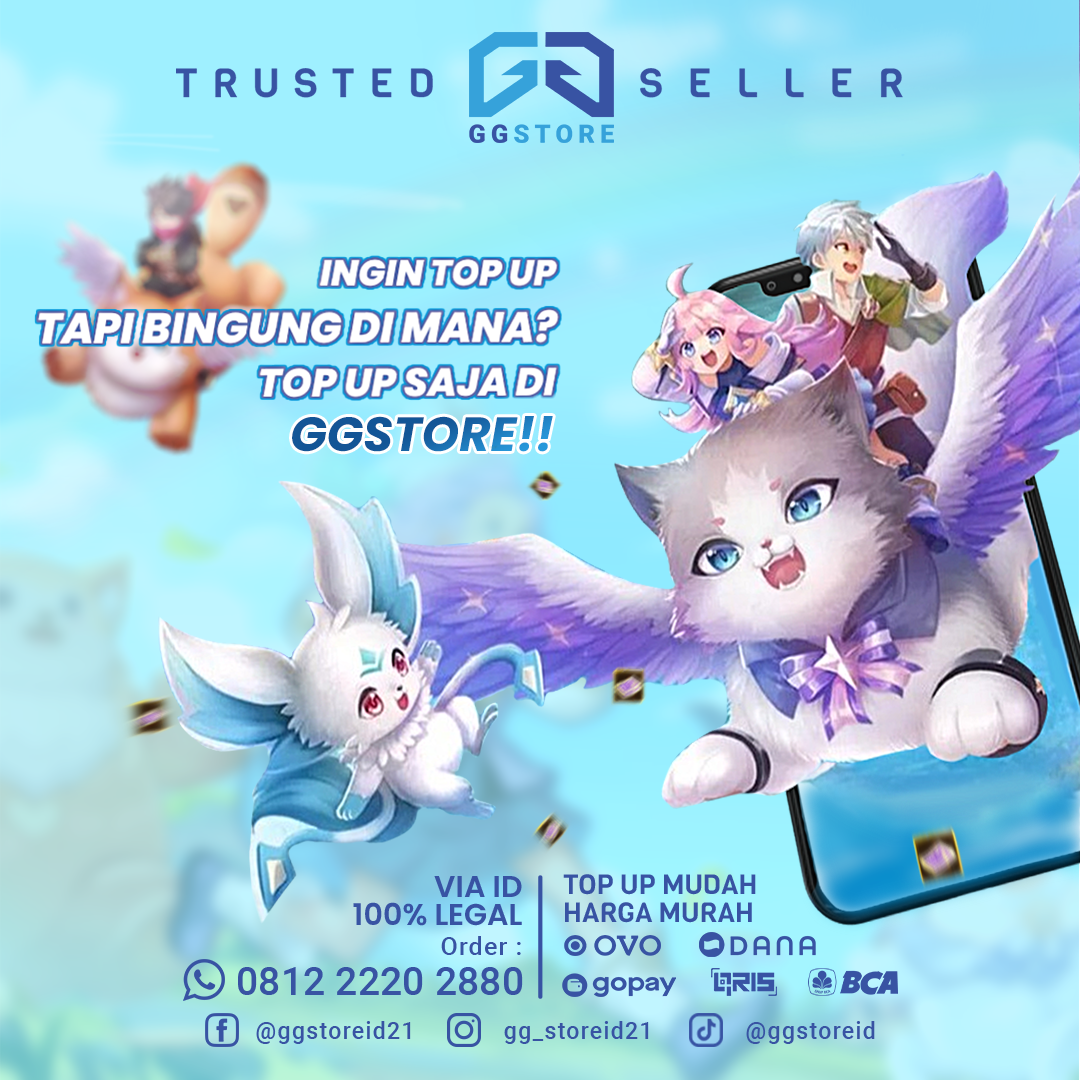 TRUSTED SELLER
GGSTORE
INGIN TOP UP
TAPI BINGUNG DI MANA?
TOP UP SAJA DI
GGSTORE!!
VIA ID
100% LEGAL
Order :
0812 2220 2880
TOP UP MUDAH
HARGA MURAH
OVO DANA
gopay QRIS BCA
@ggstoreid21 gg_storeid21 @ggstoreid